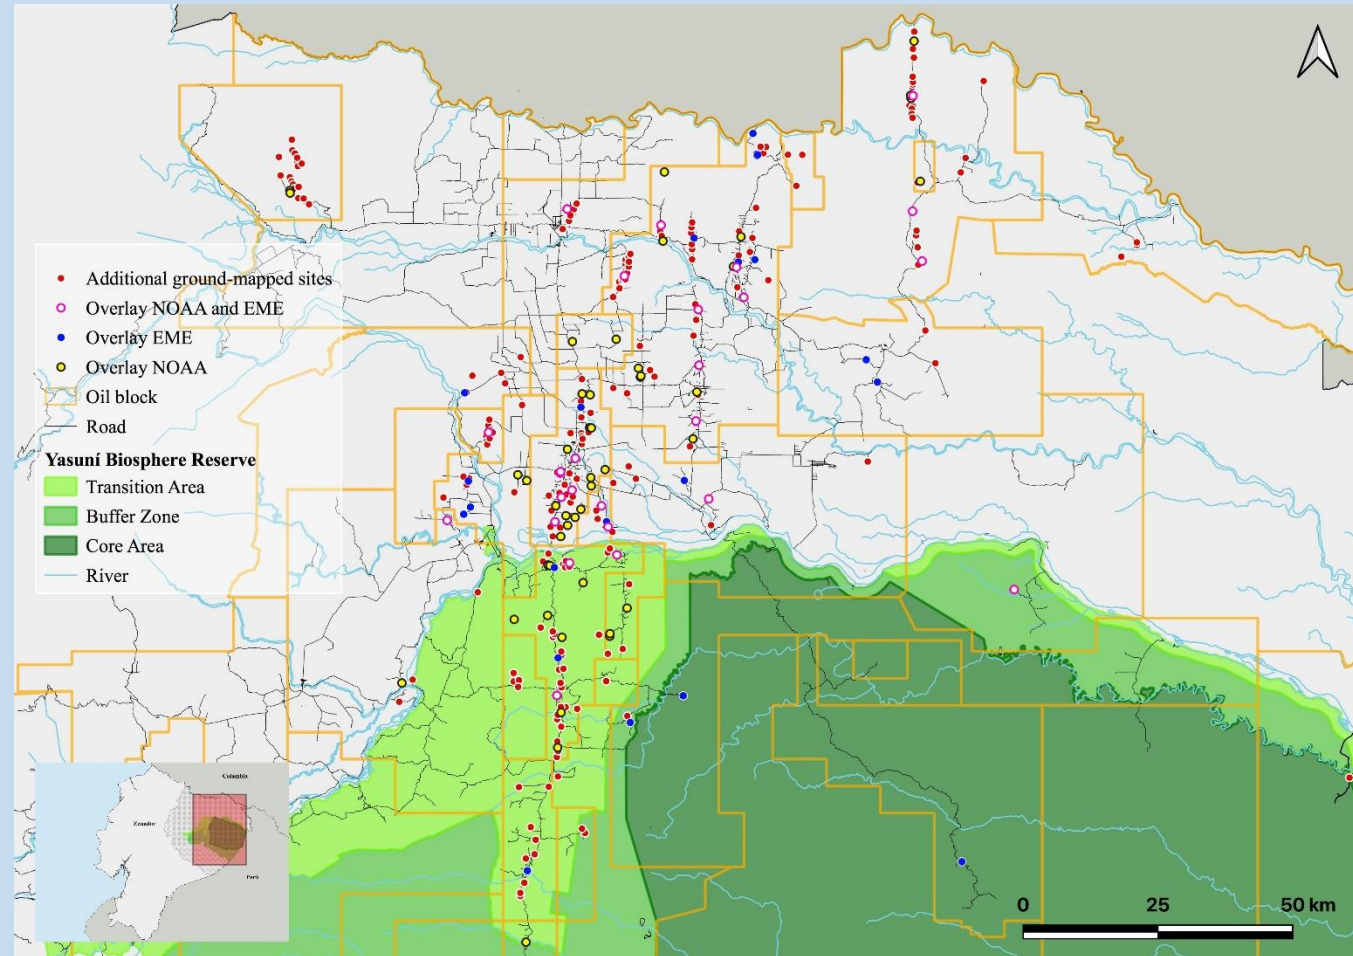 Additional ground-mapped sites
Overlay NOAA and EME
Overlay EME
Overlay NOAA
Oil block
Road
Yasuní Biosphere Reserve
Transition Area
Buffer Zone
Core Area
River
Colombia
Ecuador
Perú
0 25 50 km